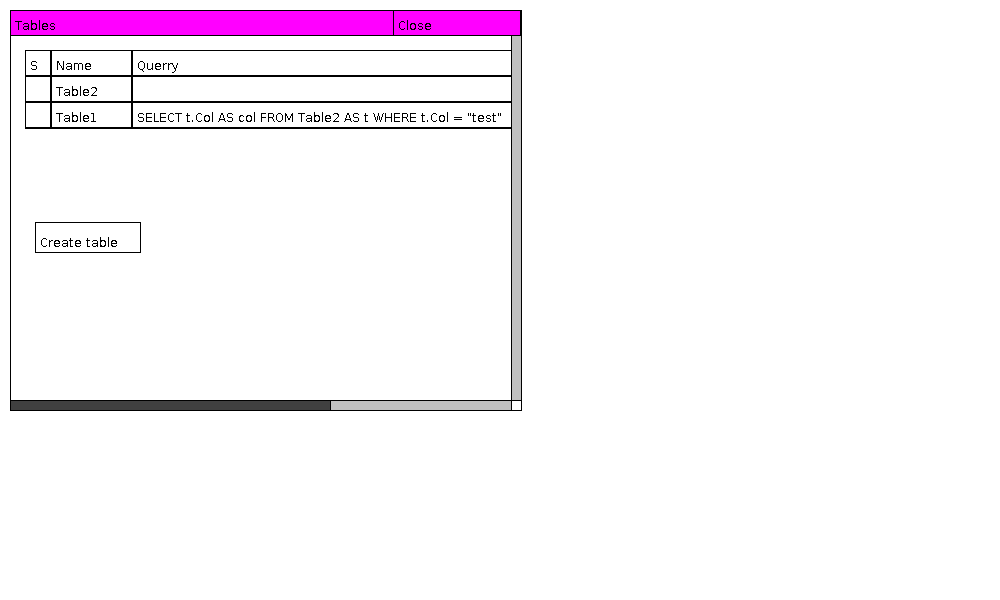 Tables Close
S Name Querry
Table2
Table1 SELECT t.Col AS col FROM Table2 AS t WHERE t.Col = "test"
Create table